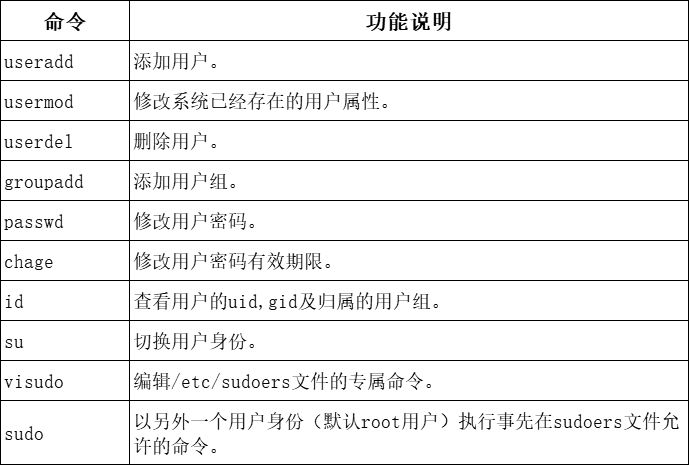 命令 功能说明
useradd 添加用户。
usermod 修改系统已经存在的用户属性。
userdel 删除用户。
groupadd 添加用户组。
passwd 修改用户密码。
chage 修改用户密码有效期限。
id 查看用户的uid,gid及归属的用户组。
su 切换用户身份。
visudo 编辑/etc/sudoers文件的专属命令。
sudo 以另外一个用户身份（默认root用户）执行事先在sudoers文件允
许的命令。